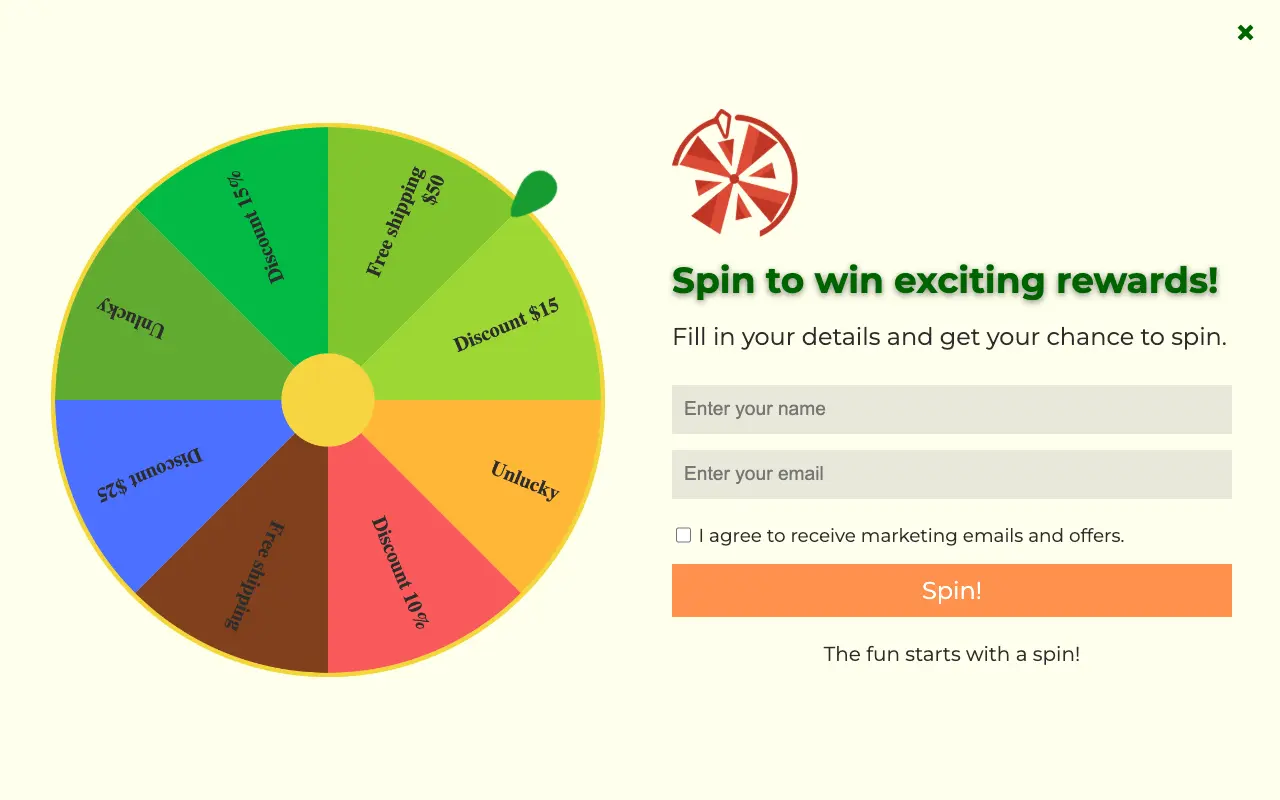 Discount 15%
Free shipping
$50
Discount $15
Unlucky
Discount 10%
Free shipping
Discount $25
Unlucky
Spin to win exciting rewards!
Fill in your details and get your chance to spin.
Enter your name
Enter your email
I agree to receive marketing emails and offers.
Spin!
The fun starts with a spin!